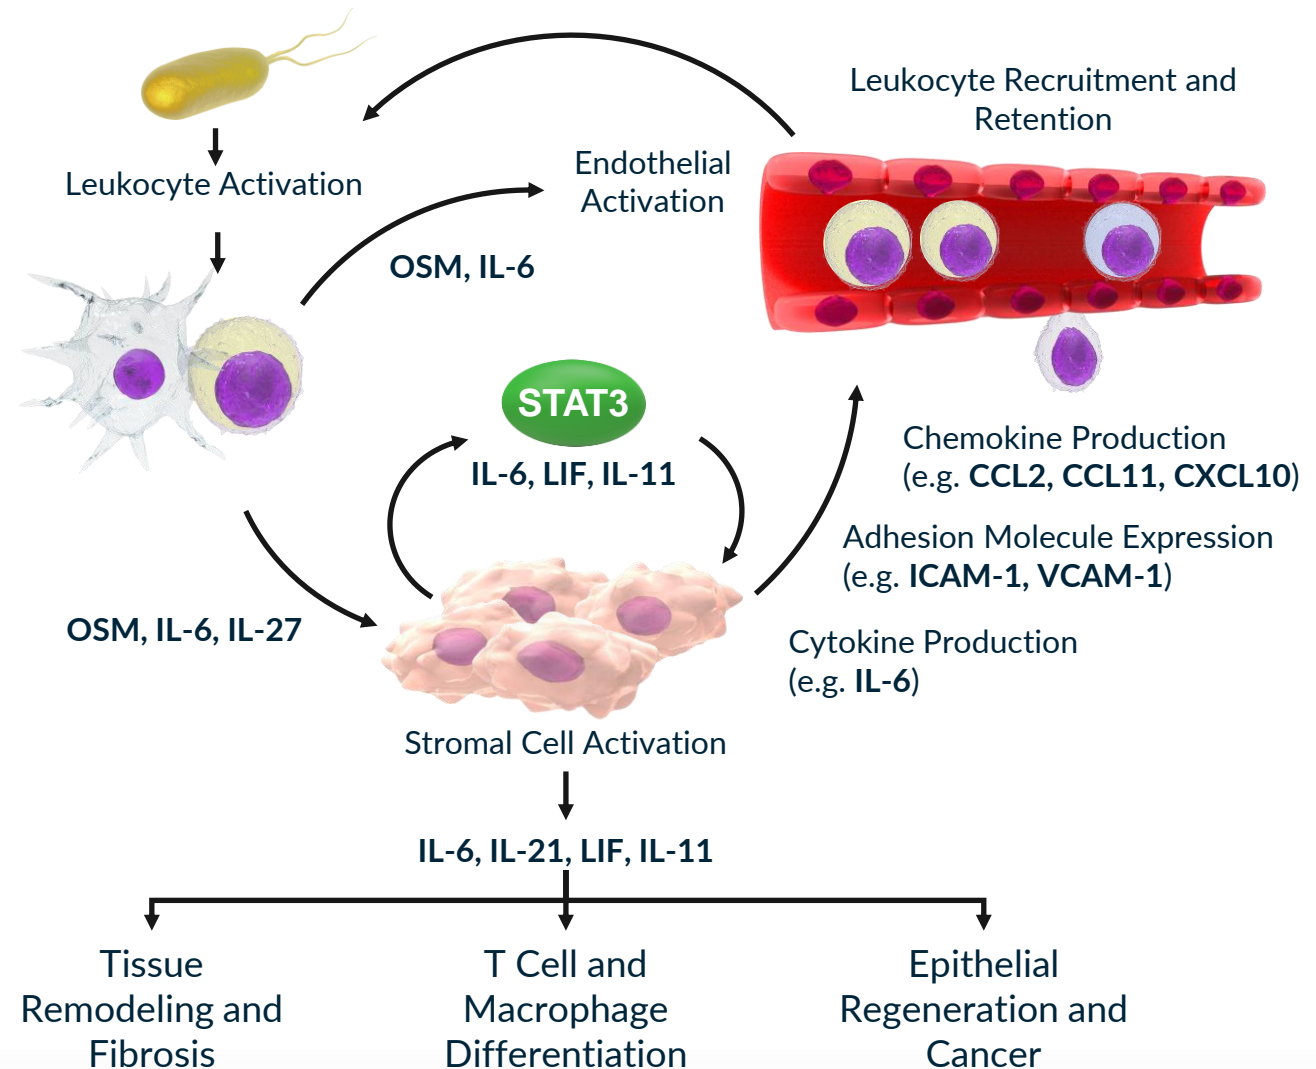 Leukocyte Recruitment and
Retention
Leukocyte Activation
Endothelial
Activation
OSM, IL-6
STAT3
IL-6, LIF, IL-11
Chemokine Production
(e.g. CCL2, CCL11, CXCL10)
Adhesion Molecule Expression
(e.g. ICAM-1, VCAM-1)
OSM, IL-6, IL-27
Cytokine Production
(e.g. IL-6)
Stromal Cell Activation
IL-6, IL-21, LIF, IL-11
Tissue
Remodeling and
Fibrosis
T Cell and
Macrophage
Differentiation
Epithelial
Regeneration and
Cancer